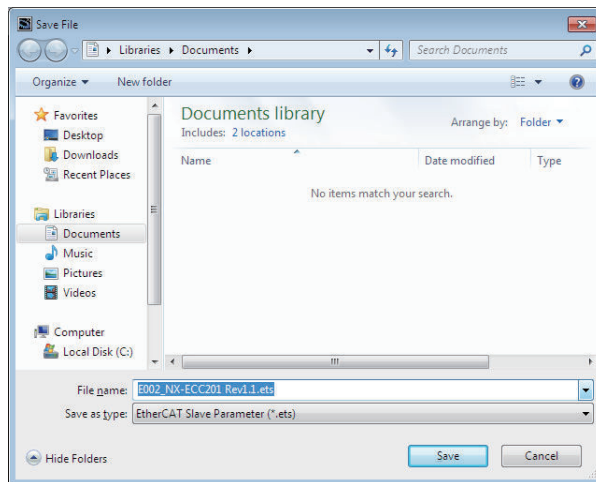 Save File
Libraries Documents
Search Documents
Organize New folder
Favorites
Desktop
Downloads
Recent Places
Libraries
Documents
Music
Pictures
Videos
Computer
Local Disk (C:)
Documents library
Includes: 2 locations
Arrange by: Folder
Name Date modified Type
No items match your search.
File name: E002_NX-ECC201 Rev1.1.ets
Save as type: EtherCAT Slave Parameter (*.ets)
Hide Folders
Save Cancel